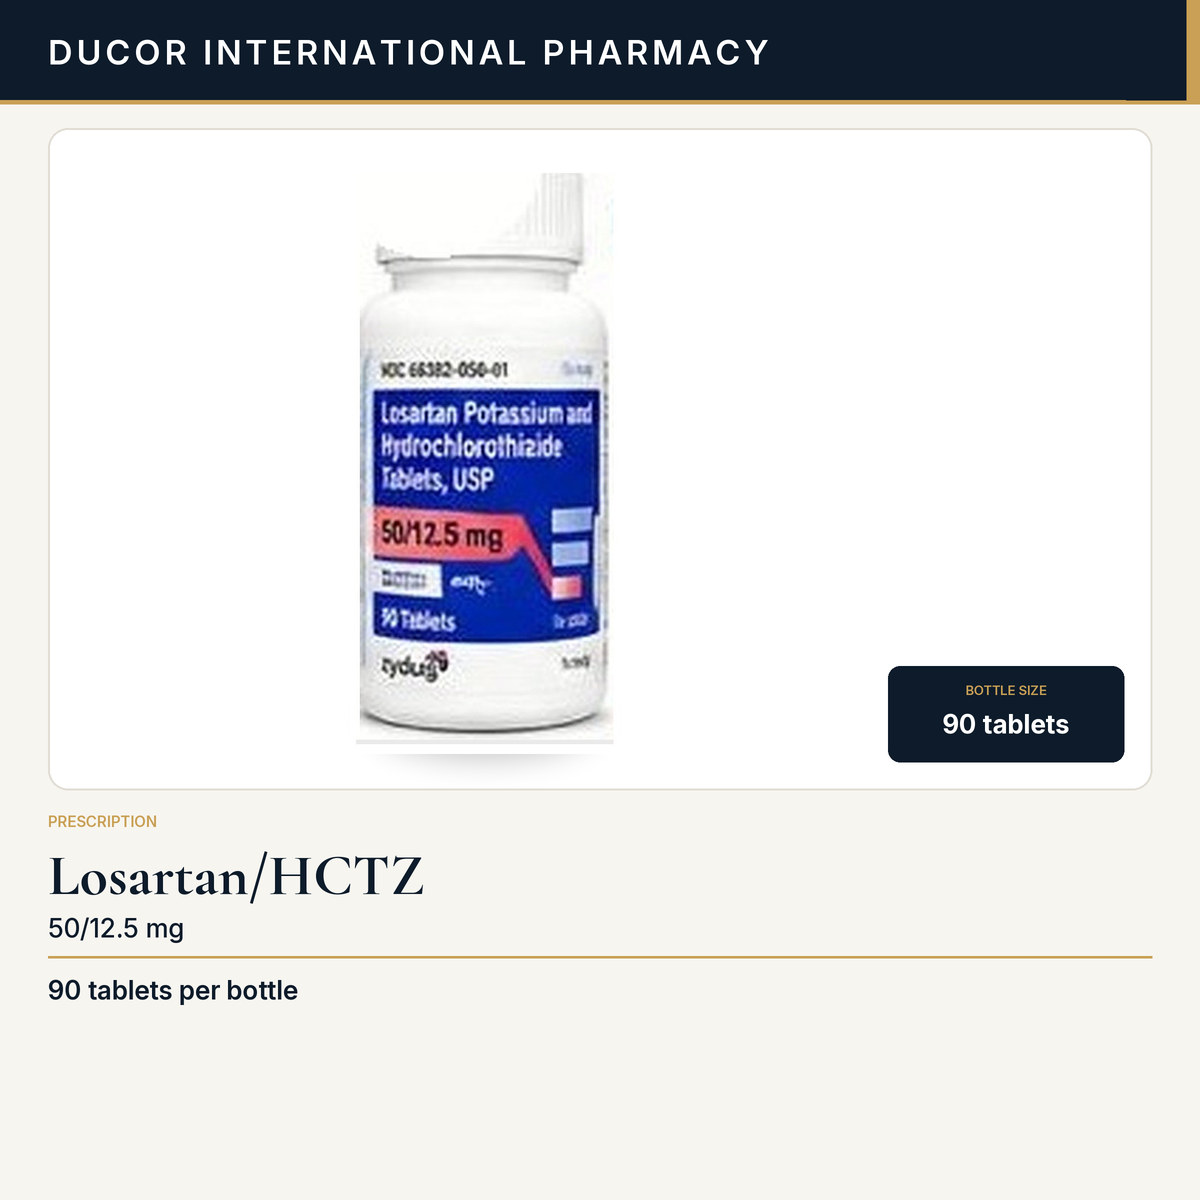 DUCOR INTERNATIONAL PHARMACY
NDC 66382-050-01
Losartan Potassium and
Hydrochlorothizide
Tablets, USP
50/12.5 mg
90 Tablets
zydus
BOTTLE SIZE
90 tablets
PRESCRIPTION
Losartan/HCTZ
50/12.5 mg
90 tablets per bottle